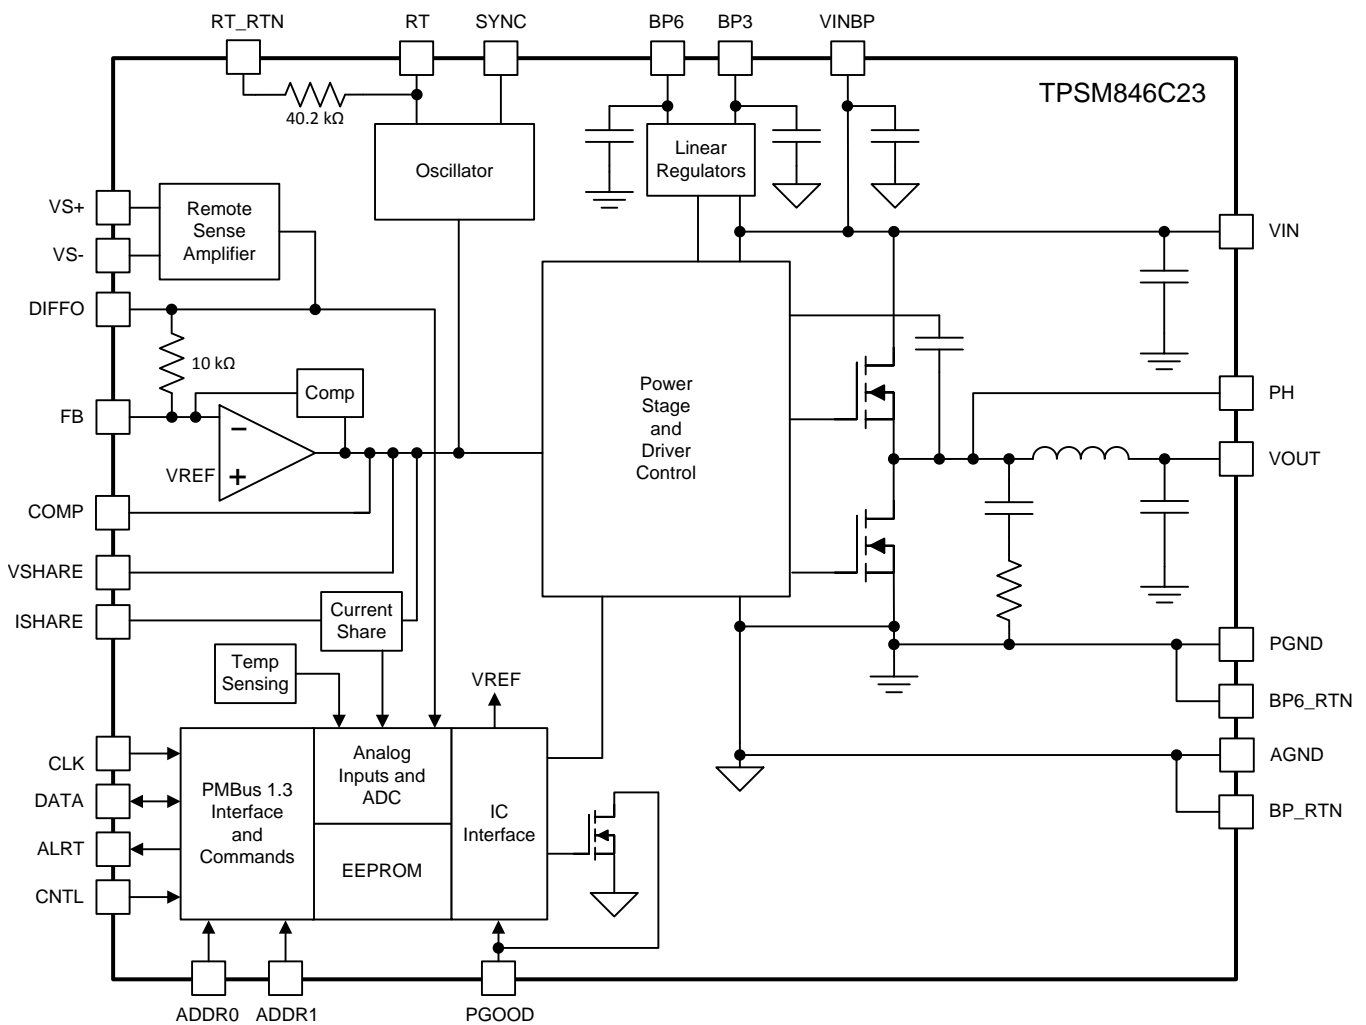 RT_RTN
RT
SYNC
BP6
BP3
VINBP
TPSM846C23
40.2 kΩ
Oscillator
Linear
Regulators
VS+
VS-
Remote
Sense
Amplifier
VIN
DIFFO
10 kΩ
Comp
FB
VREF
Power
Stage
and
Driver
Control
PH
VOUT
COMP
VSHARE
ISHARE
Current
Share
Temp
Sensing
VREF
PGND
BP6_RTN
AGND
BP_RTN
CLK
DATA
ALRT
CNTL
PMBus 1.3
Interface
and
Commands
Analog
Inputs and
ADC
EEPROM
IC
Interface
ADDR0
ADDR1
PGOOD